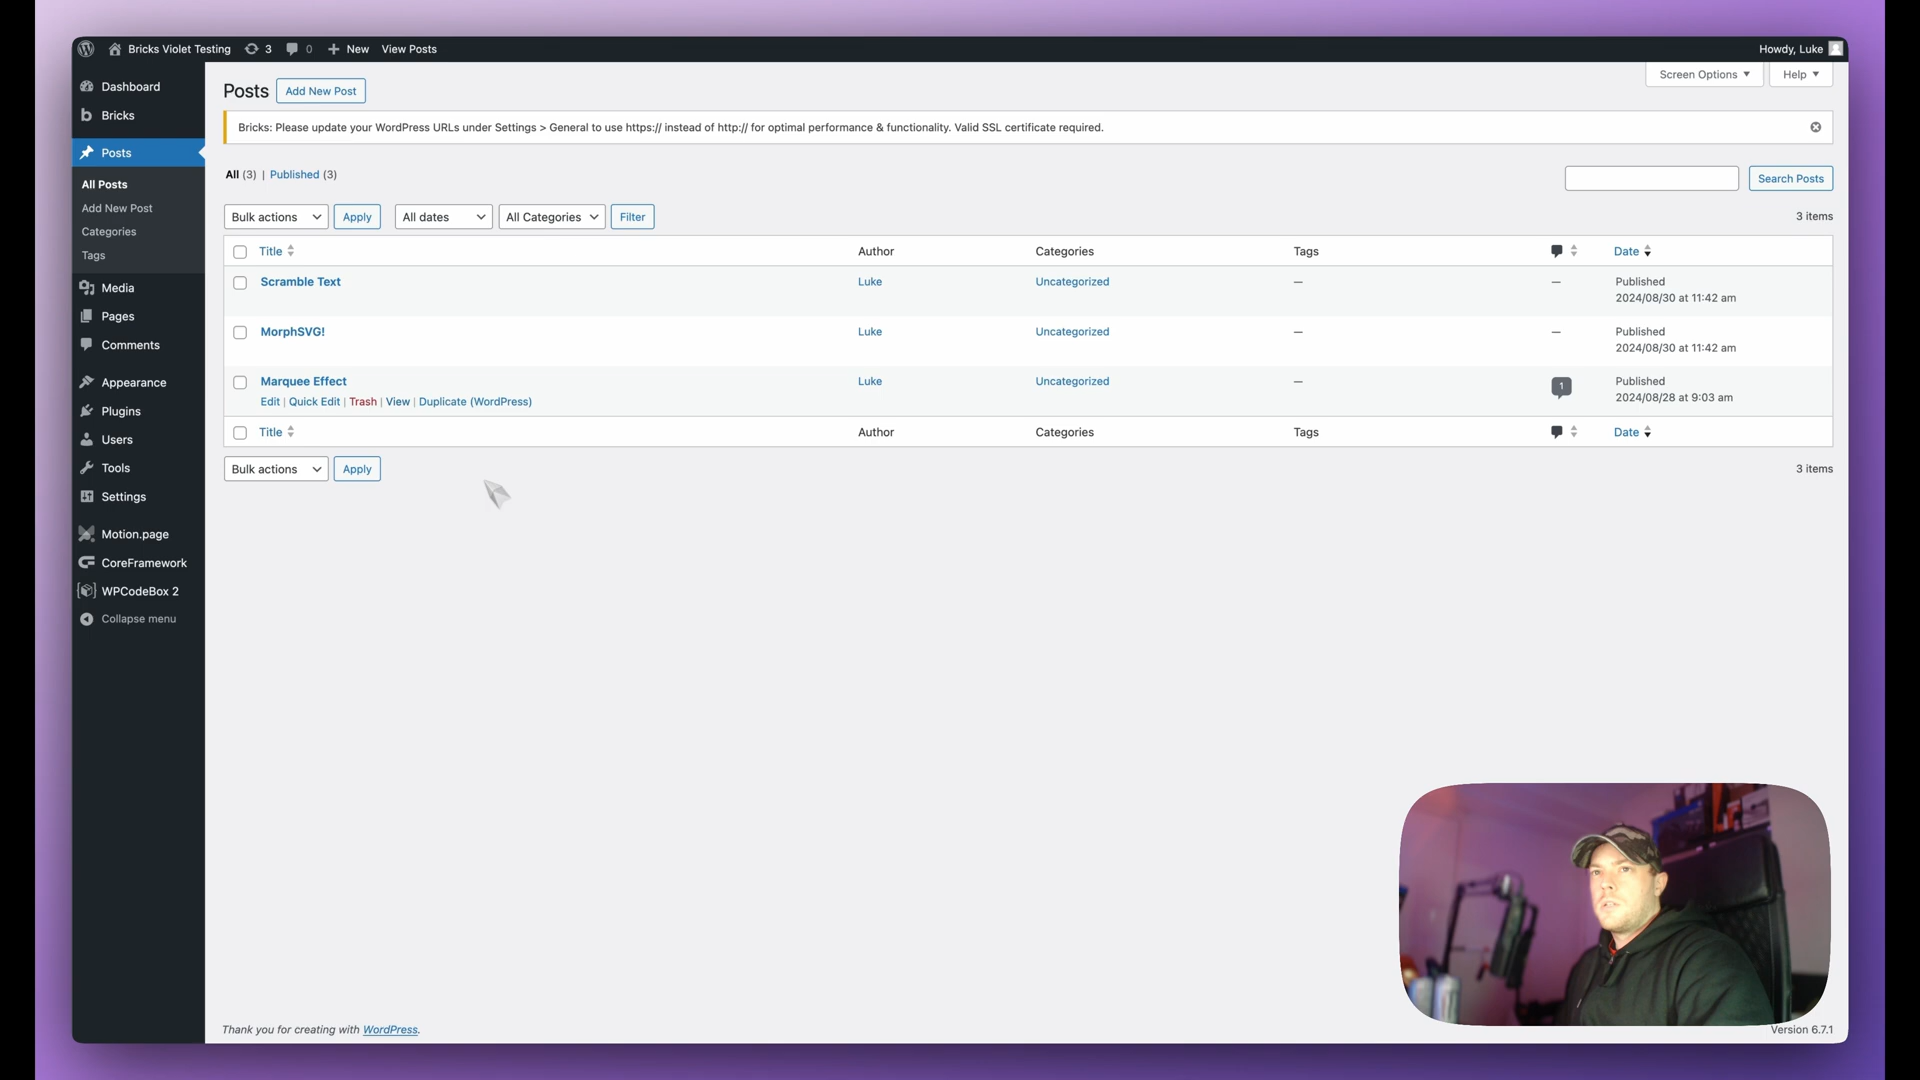 Bricks Violet Testing 3 0 New View Posts Howdy, Luke
Screen Options Help
Dashboard
Bricks
Posts
All Posts
Add New Post
Categories
Tags
Media
Pages
Comments
Appearance
Plugins
Users
Tools
Settings
Motion.page
CoreFramework
WPCodeBox 2
Collapse menu
Posts Add New Post
Bricks: Please update your WordPress URLs under Settings > General to use https:// instead of http:// for optimal performance & functionality. Valid SSL certificate required.
All (3) | Published (3)
Search Posts
Bulk actions Apply All dates All Categories Filter 3 items
Title Author Categories Tags Date
Scramble Text Luke Uncategorized — — Published
2024/08/30 at 11:42 am
MorphSVG! Luke Uncategorized — — Published
2024/08/30 at 11:42 am
Marquee Effect Luke Uncategorized — 1 Published
Edit | Quick Edit | Trash | View | Duplicate (WordPress) 2024/08/28 at 9:03 am
Title Author Categories Tags Date
Bulk actions Apply 3 items
Thank you for creating with WordPress. Version 6.7.1